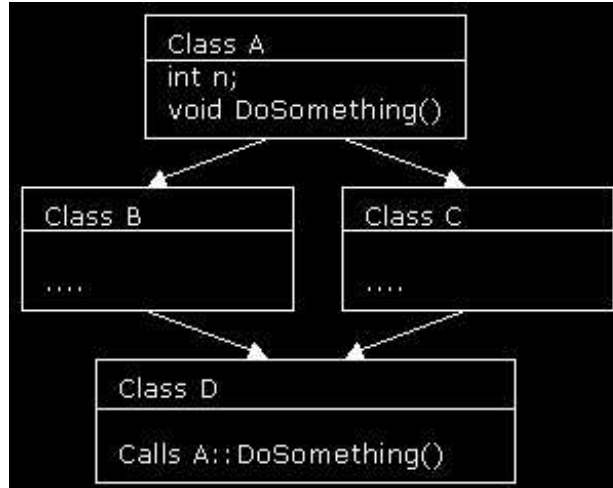 Class A
int n;
void DoSomething()
Class B
....
Class C
....
Class D
Calls A::DoSomething()